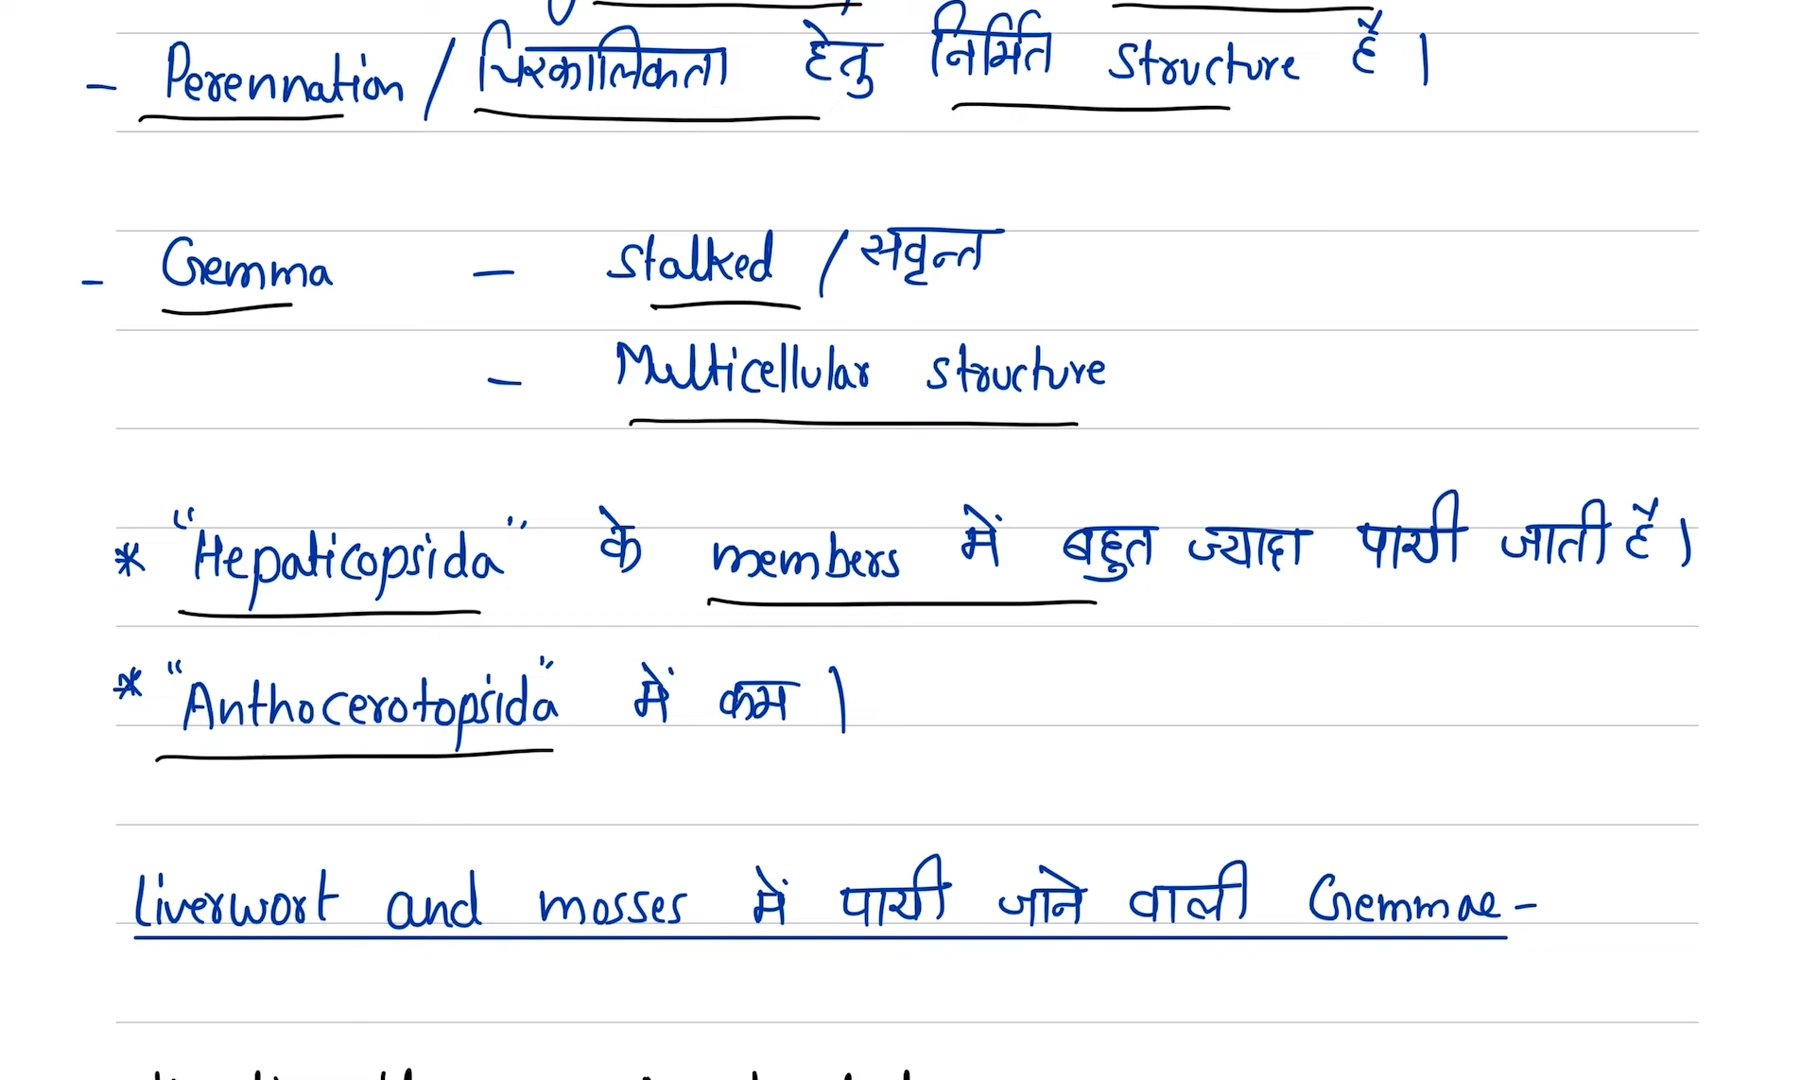 - Perennation / चिरकालिकता हेतु निर्मित structure है।
- Gemma - stalked / सवृन्त
- Multicellular structure
* "Hepaticopsida" के members में बहुत ज्यादा पायी जाती है।
* "Anthocerotopsida" में कम।
Liverwort and mosses में पायी जाने वाली Gemmae -